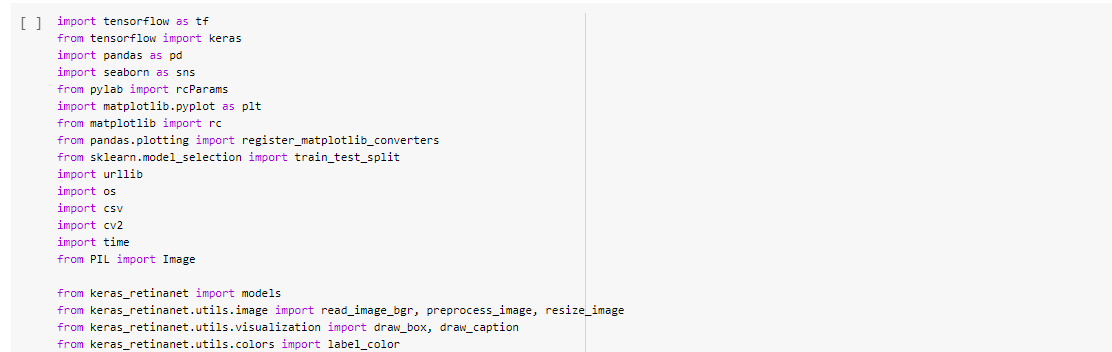 [ ] import tensorflow as tf
from tensorflow import keras
import pandas as pd
import seaborn as sns
from pylab import rcParams
import matplotlib.pyplot as plt
from matplotlib import rc
from pandas.plotting import register_matplotlib_converters
from sklearn.model_selection import train_test_split
import urllib
import os
import csv
import cv2
import time
from PIL import Image
from keras_retinanet import models
from keras_retinanet.utils.image import read_image_bgr, preprocess_image, resize_image
from keras_retinanet.utils.visualization import draw_box, draw_caption
from keras_retinanet.utils.colors import label_color